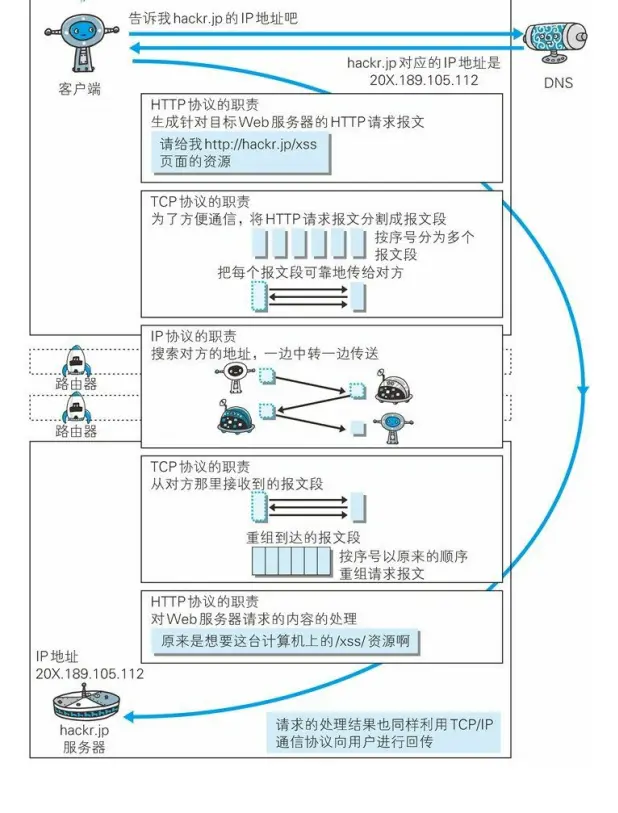 告诉我hackr.jp的IP地址吧
hackr.jp对应的IP地址是
20X.189.105.112
客户端
DNS
HTTP协议的职责
生成针对目标Web服务器的HTTP请求报文
请给我http://hackr.jp/xss
页面的资源
TCP协议的职责
为了方便通信，将HTTP请求报文分割成报文段
按序号分为多个
报文段
把每个报文段可靠地传给对方
IP协议的职责
搜索对方的地址，一边中转一边传送
路由器
路由器
TCP协议的职责
从对方那里接收到的报文段
重组到达的报文段
按序号以原来的顺序
重组请求报文
HTTP协议的职责
对Web服务器请求的内容的处理
原来是想要这台计算机上的/xss/资源啊
IP地址
20X.189.105.112
hackr.jp
服务器
请求的处理结果也同样利用TCP/IP
通信协议向用户进行回传